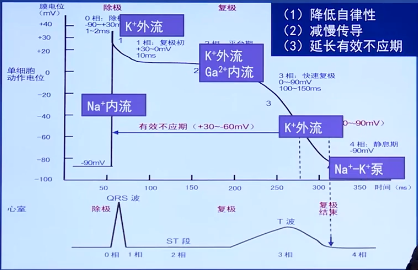 膜电位
(mV)
除极
复极
K⁺外流
(1)降低自律性
(2)减慢传导
(3)延长有效不应期
+40
+20
0
−20
−40
−60
−80
−100
0相:除极
-90~+30mV
1~2ms
1
1相:复极初
+30~0mV
10ms
2
K⁺外流
Ga²⁺内流
3相:快速复极
0~90mV
100~150ms
3
单细胞
动作电位
Na⁺内流
K⁺外流
有效不应期(+30~-60mV)
0~90mV)
4相:静息期
-90mV
-90mV
Na⁺–K⁺泵
50
100
150
200
250
300
350
时间(ms)
QRS 波
心室
除极
复极
复极
结束
T 波
ST 段
0相
1相
2相
3相
4相